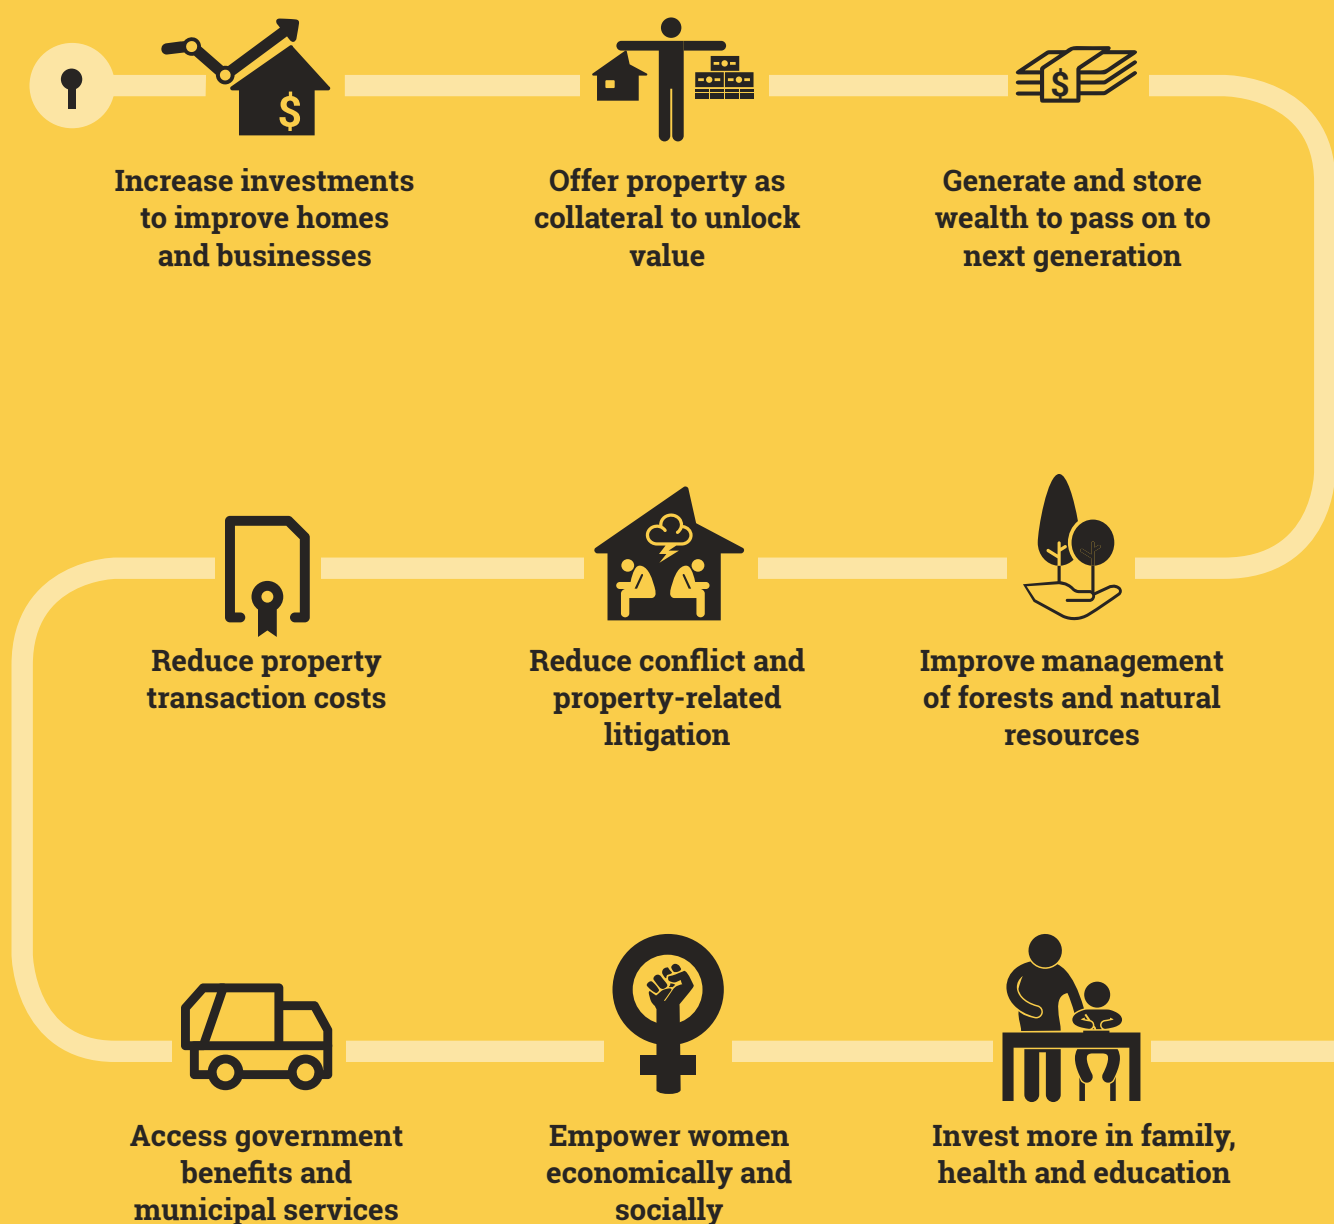 $
$
Increase investments
to improve homes
and businesses
Offer property as
collateral to unlock
value
Generate and store
wealth to pass on to
next generation
Reduce property
transaction costs
Reduce conflict and
property-related
litigation
Improve management
of forests and natural
resources
Access government
benefits and
municipal services
Empower women
economically and
socially
Invest more in family,
health and education